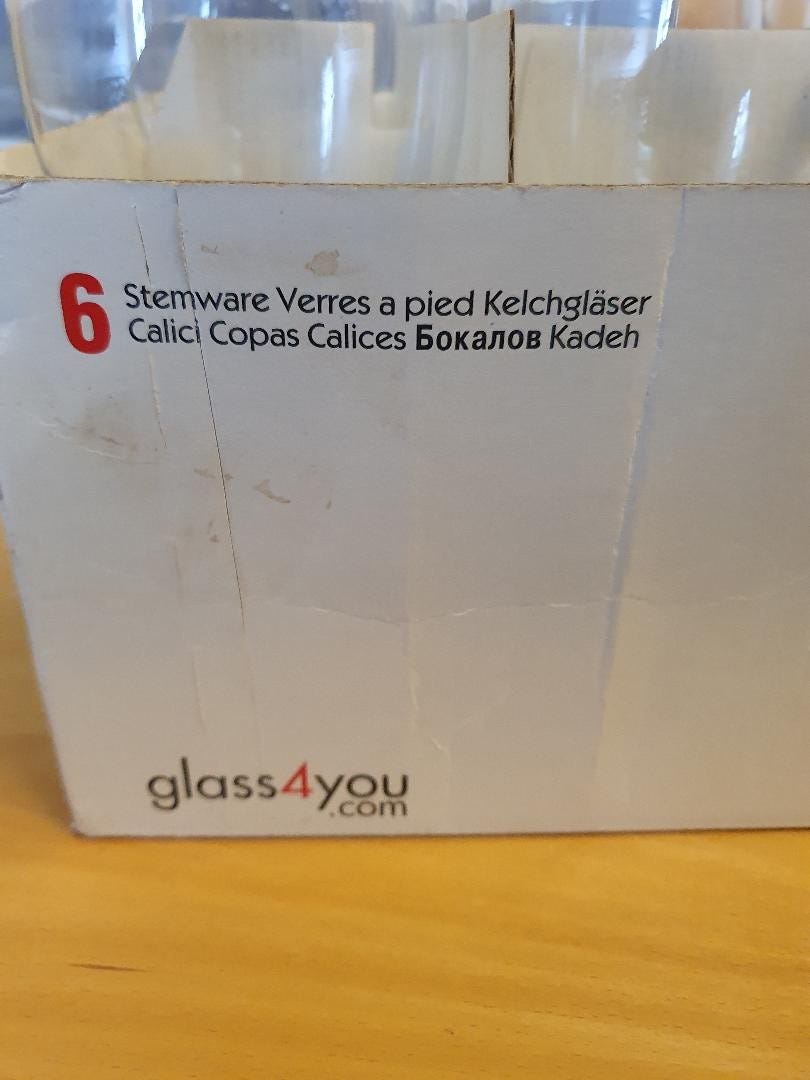 6 Stemware Verres a pied Kelchgläser
Calici Copas Calices Бокалов Kadeh
glass4you
.com